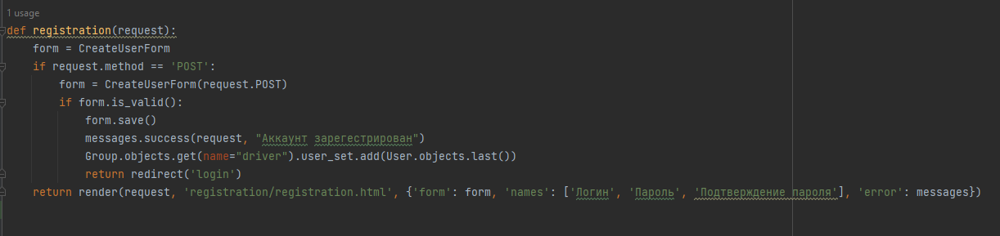 1 usage
def registration(request):
form = CreateUserForm
if request.method == 'POST':
form = CreateUserForm(request.POST)
if form.is_valid():
form.save()
messages.success(request, "Аккаунт зарегестрирован")
Group.objects.get(name="driver").user_set.add(User.objects.last())
return redirect('login')
return render(request, 'registration/registration.html', {'form': form, 'names': ['Логин', 'Пароль', 'Подтверждение пароля'], 'error': messages})